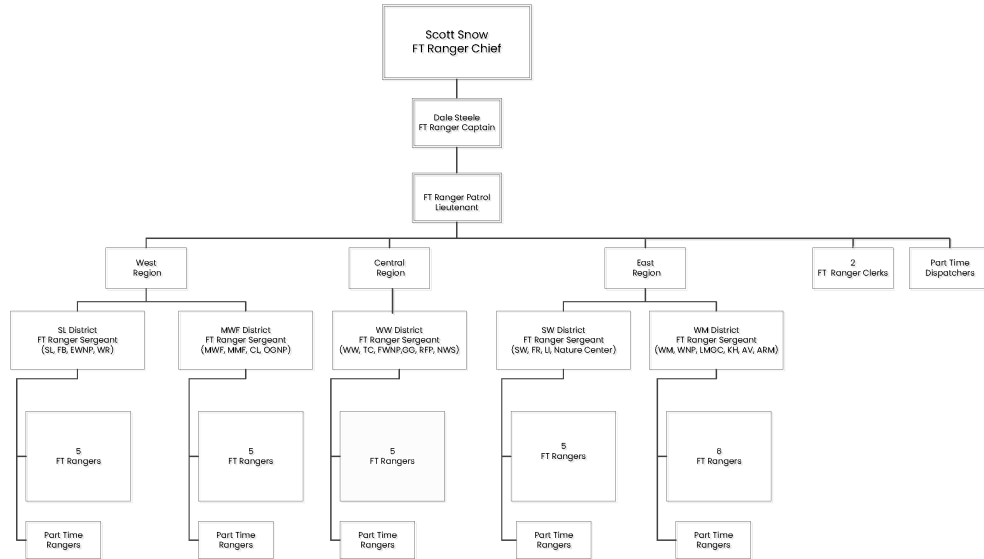 Scott Snow
FT Ranger Chief
Dale Steele
FT Ranger Captain
FT Ranger Patrol
Lieutenant
West
Region
Central
Region
East
Region
2
FT Ranger Clerks
Part Time
Dispatchers
SL District
FT Ranger Sergeant
(SL, FB, EWNP, WR)
MWF District
FT Ranger Sergeant
(MWF, MMF, CL, OGNP)
WW District
FT Ranger Sergeant
(WW, TC, FWNP,GG, RFP, NWS)
SW District
FT Ranger Sergeant
(SW, FR, LI, Nature Center)
WM District
FT Ranger Sergeant
(WM, WNP, LMGC, KH, AV, ARM)
5
FT Rangers
5
FT Rangers
5
FT Rangers
5
FT Rangers
6
FT Rangers
Part Time
Rangers
Part Time
Rangers
Part Time
Rangers
Part Time
Rangers
Part Time
Rangers